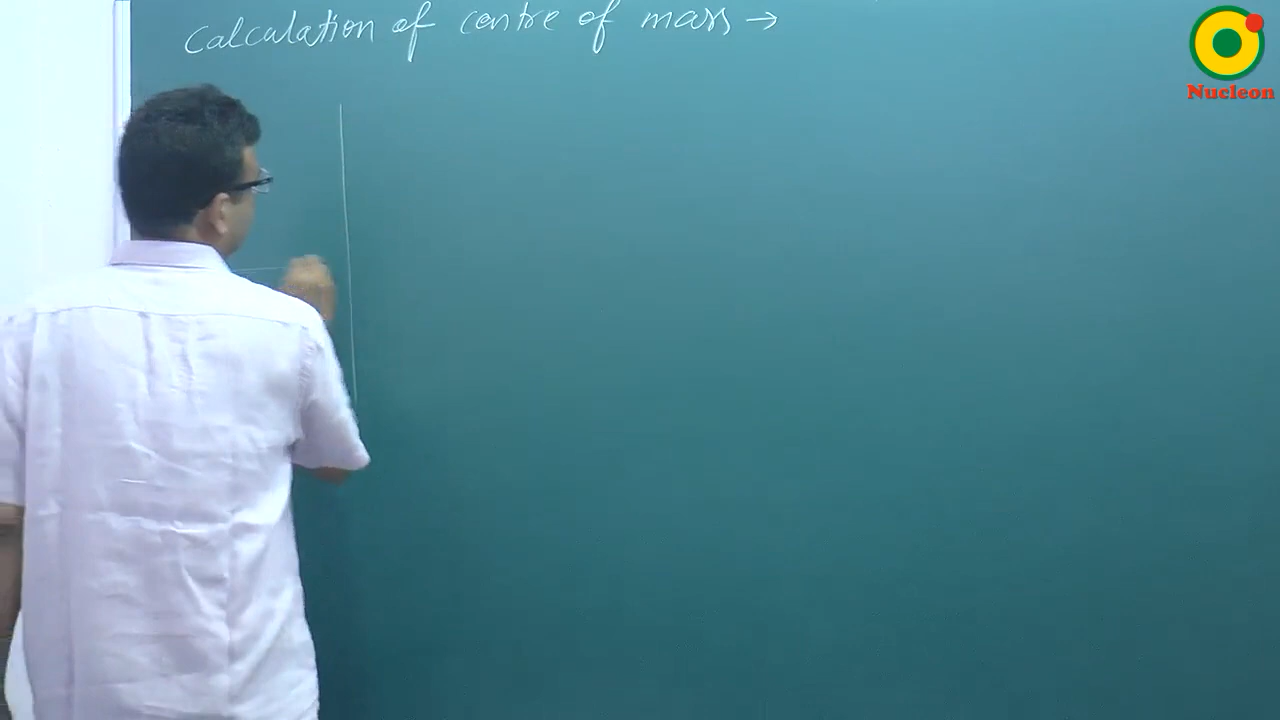 Calculation of centre of mass →
Nucleon